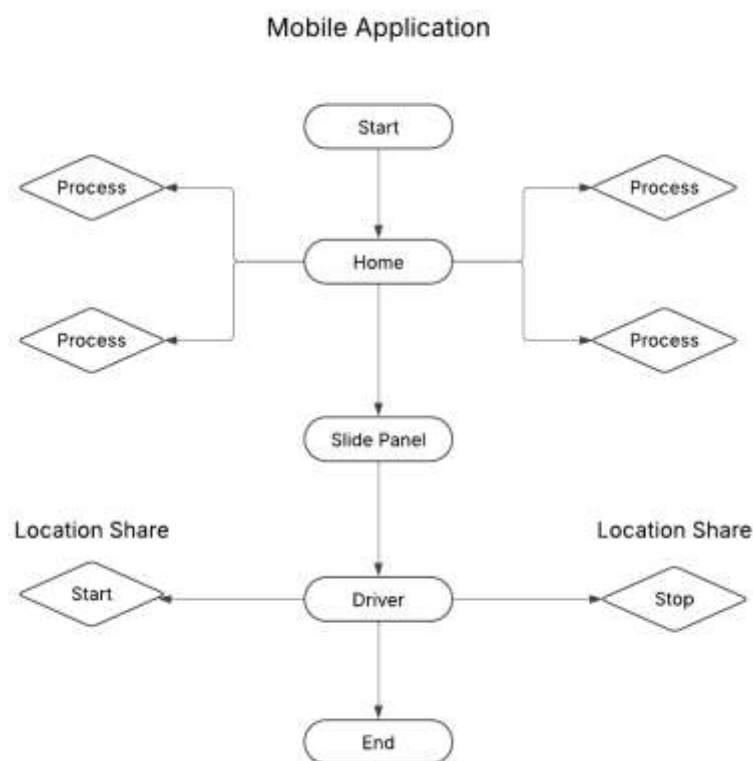 Mobile Application
Start
Process
Process
Home
Process
Process
Slide Panel
Location Share
Location Share
Start
Driver
Stop
End